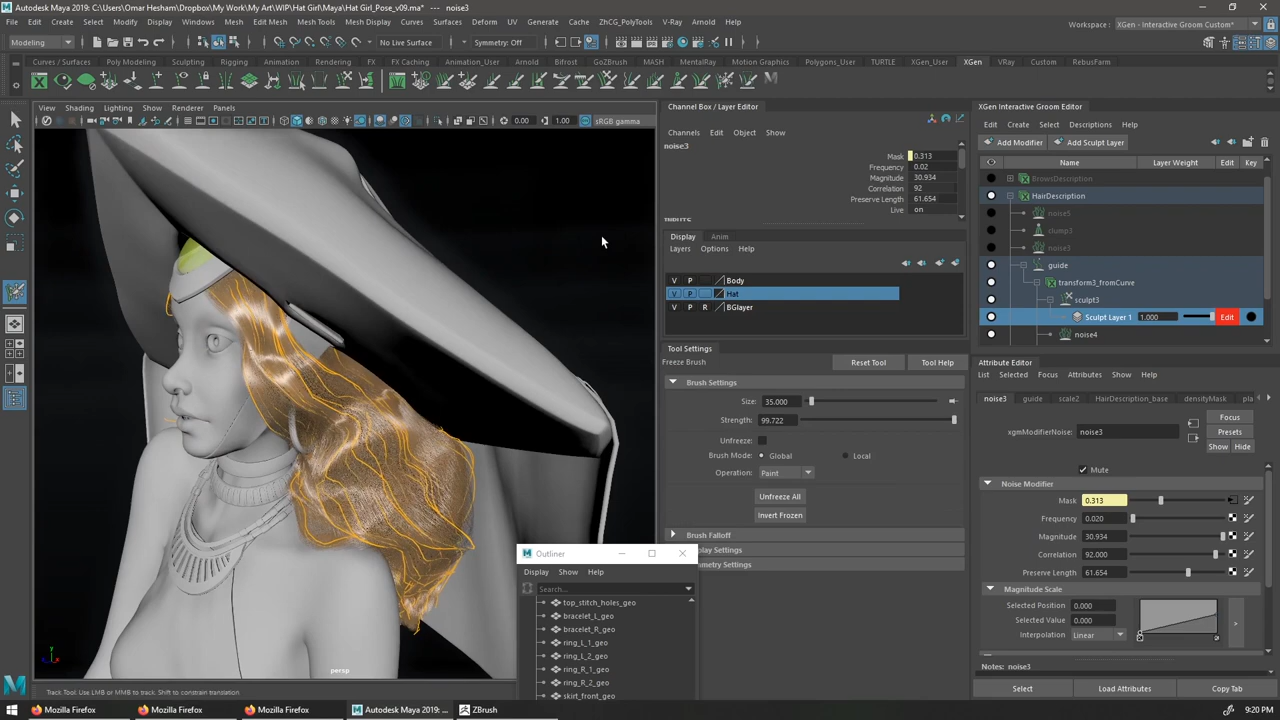 Autodesk Maya 2019: C:\Users\Omar Hesham\Dropbox\My Work\My Art\WIP\Hat Girl\Maya\Hat Girl_Pose_v09.ma* --- noise3
File Edit Create Select Modify Display Windows Mesh Edit Mesh Mesh Tools Mesh Display Curves Surfaces Deform UV Generate Cache ZhCG_PolyTools V-Ray Arnold Help
Workspace : XGen - Interactive Groom Custom*
Modeling No Live Surface Symmetry: Off
Curves / Surfaces Poly Modeling Sculpting Rigging Animation Rendering FX FX Caching Animation_User Arnold Bifrost GoZBrush MASH MentalRay Motion Graphics Polygons_User TURTLE XGen_User XGen VRay Custom RebusFarm
View Shading Lighting Show Renderer Panels
0.00 1.00 sRGB gamma
persp
Track Tool: Use LMB or MMB to track. Shift to constrain translation.
Channel Box / Layer Editor
Channels Edit Object Show
noise3
Mask 0.313
Frequency 0.02
Magnitude 30.934
Correlation 92
Preserve Length 61.654
Live on
INPUTS
Display Anim
Layers Options Help
V P Body
V P Hat
V P R BGlayer
Tool Settings
Freeze Brush Reset Tool Tool Help
Brush Settings
Size: 35.000
Strength: 99.722
Unfreeze:
Brush Mode: Global Local
Operation: Paint
Unfreeze All
Invert Frozen
Brush Falloff
play Settings
metry Settings
Outliner
Display Show Help
Search...
top_stitch_holes_geo
bracelet_L_geo
bracelet_R_geo
ring_L_1_geo
ring_L_2_geo
ring_R_1_geo
ring_R_2_geo
skirt_front_geo
XGen Interactive Groom Editor
Edit Create Select Descriptions Help
Add Modifier Add Sculpt Layer
Name Layer Weight Edit Key
BrowsDescription
HairDescription
noise5
clump3
noise3
guide
transform3_fromCurve
sculpt3
Sculpt Layer 1 1.000 Edit
noise4
Attribute Editor
List Selected Focus Attributes Show Help
noise3 guide scale2 HairDescription_base densityMask pla
Focus
xgmModifierNoise: noise3 Presets
Show Hide
Mute
Noise Modifier
Mask 0.313
Frequency 0.020
Magnitude 30.934
Correlation 92.000
Preserve Length 61.654
Magnitude Scale
Selected Position 0.000
Selected Value 0.000
Interpolation Linear
>
Notes: noise3
Select Load Attributes Copy Tab
Mozilla Firefox Mozilla Firefox Mozilla Firefox Autodesk Maya 2019: ... ZBrush 9:20 PM